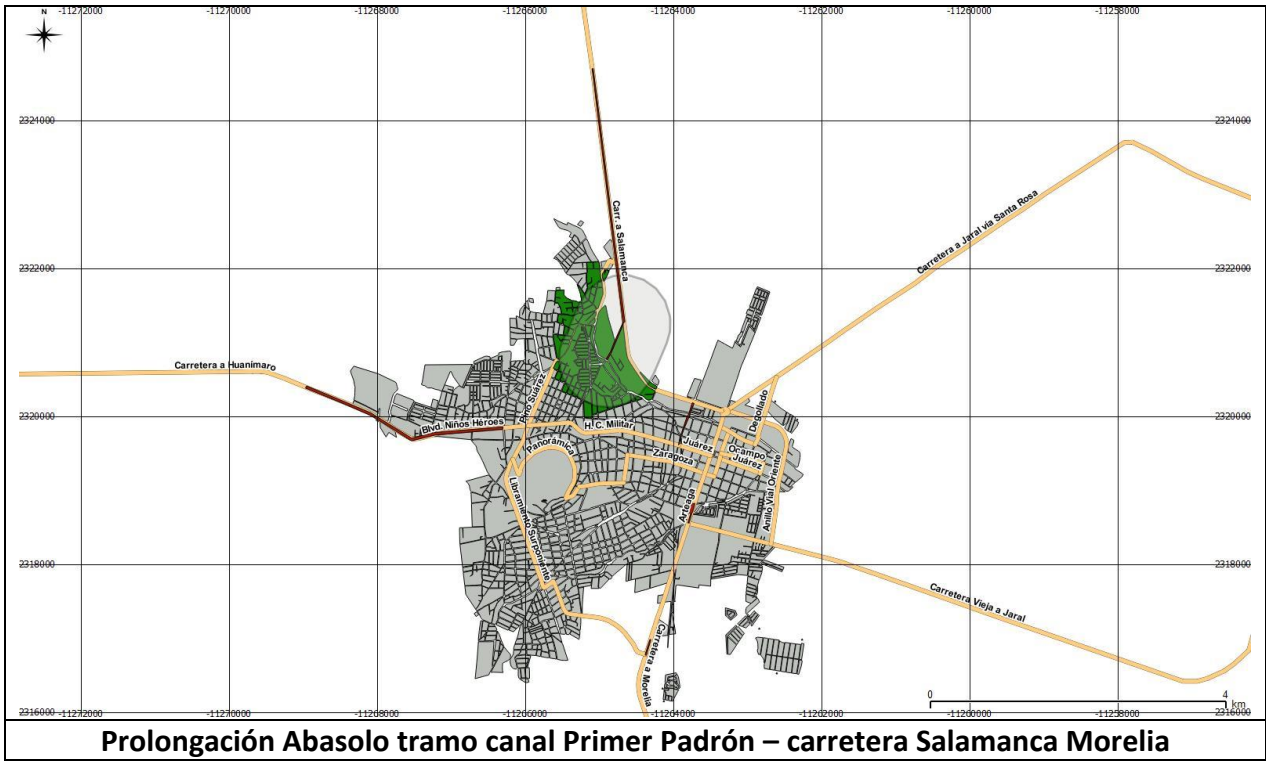 N
-11272000 -11270000 -11268000 -11266000 -11264000 -11262000 -11260000 -11258000
2324000 2324000
Carr. a Salamanca
Carretera a Jaral vía Santa Rosa
2322000 2322000
Carretera a Huanímaro
Pino Suárez
Degollado
2320000 2320000
Blvd. Niños Héroes
H. C. Militar
Juárez
Ocampo
Panorámica
Zaragoza
Juárez
Libramiento Surponiente
Arteaga
Anillo Vial Oriente
2318000 2318000
Carretera Vieja a Jaral
Carretera a Morelia
0 4
km
2316000 2316000
-11272000 -11270000 -11268000 -11266000 -11264000 -11262000 -11260000 -11258000
Prolongación Abasolo tramo canal Primer Padrón – carretera Salamanca Morelia